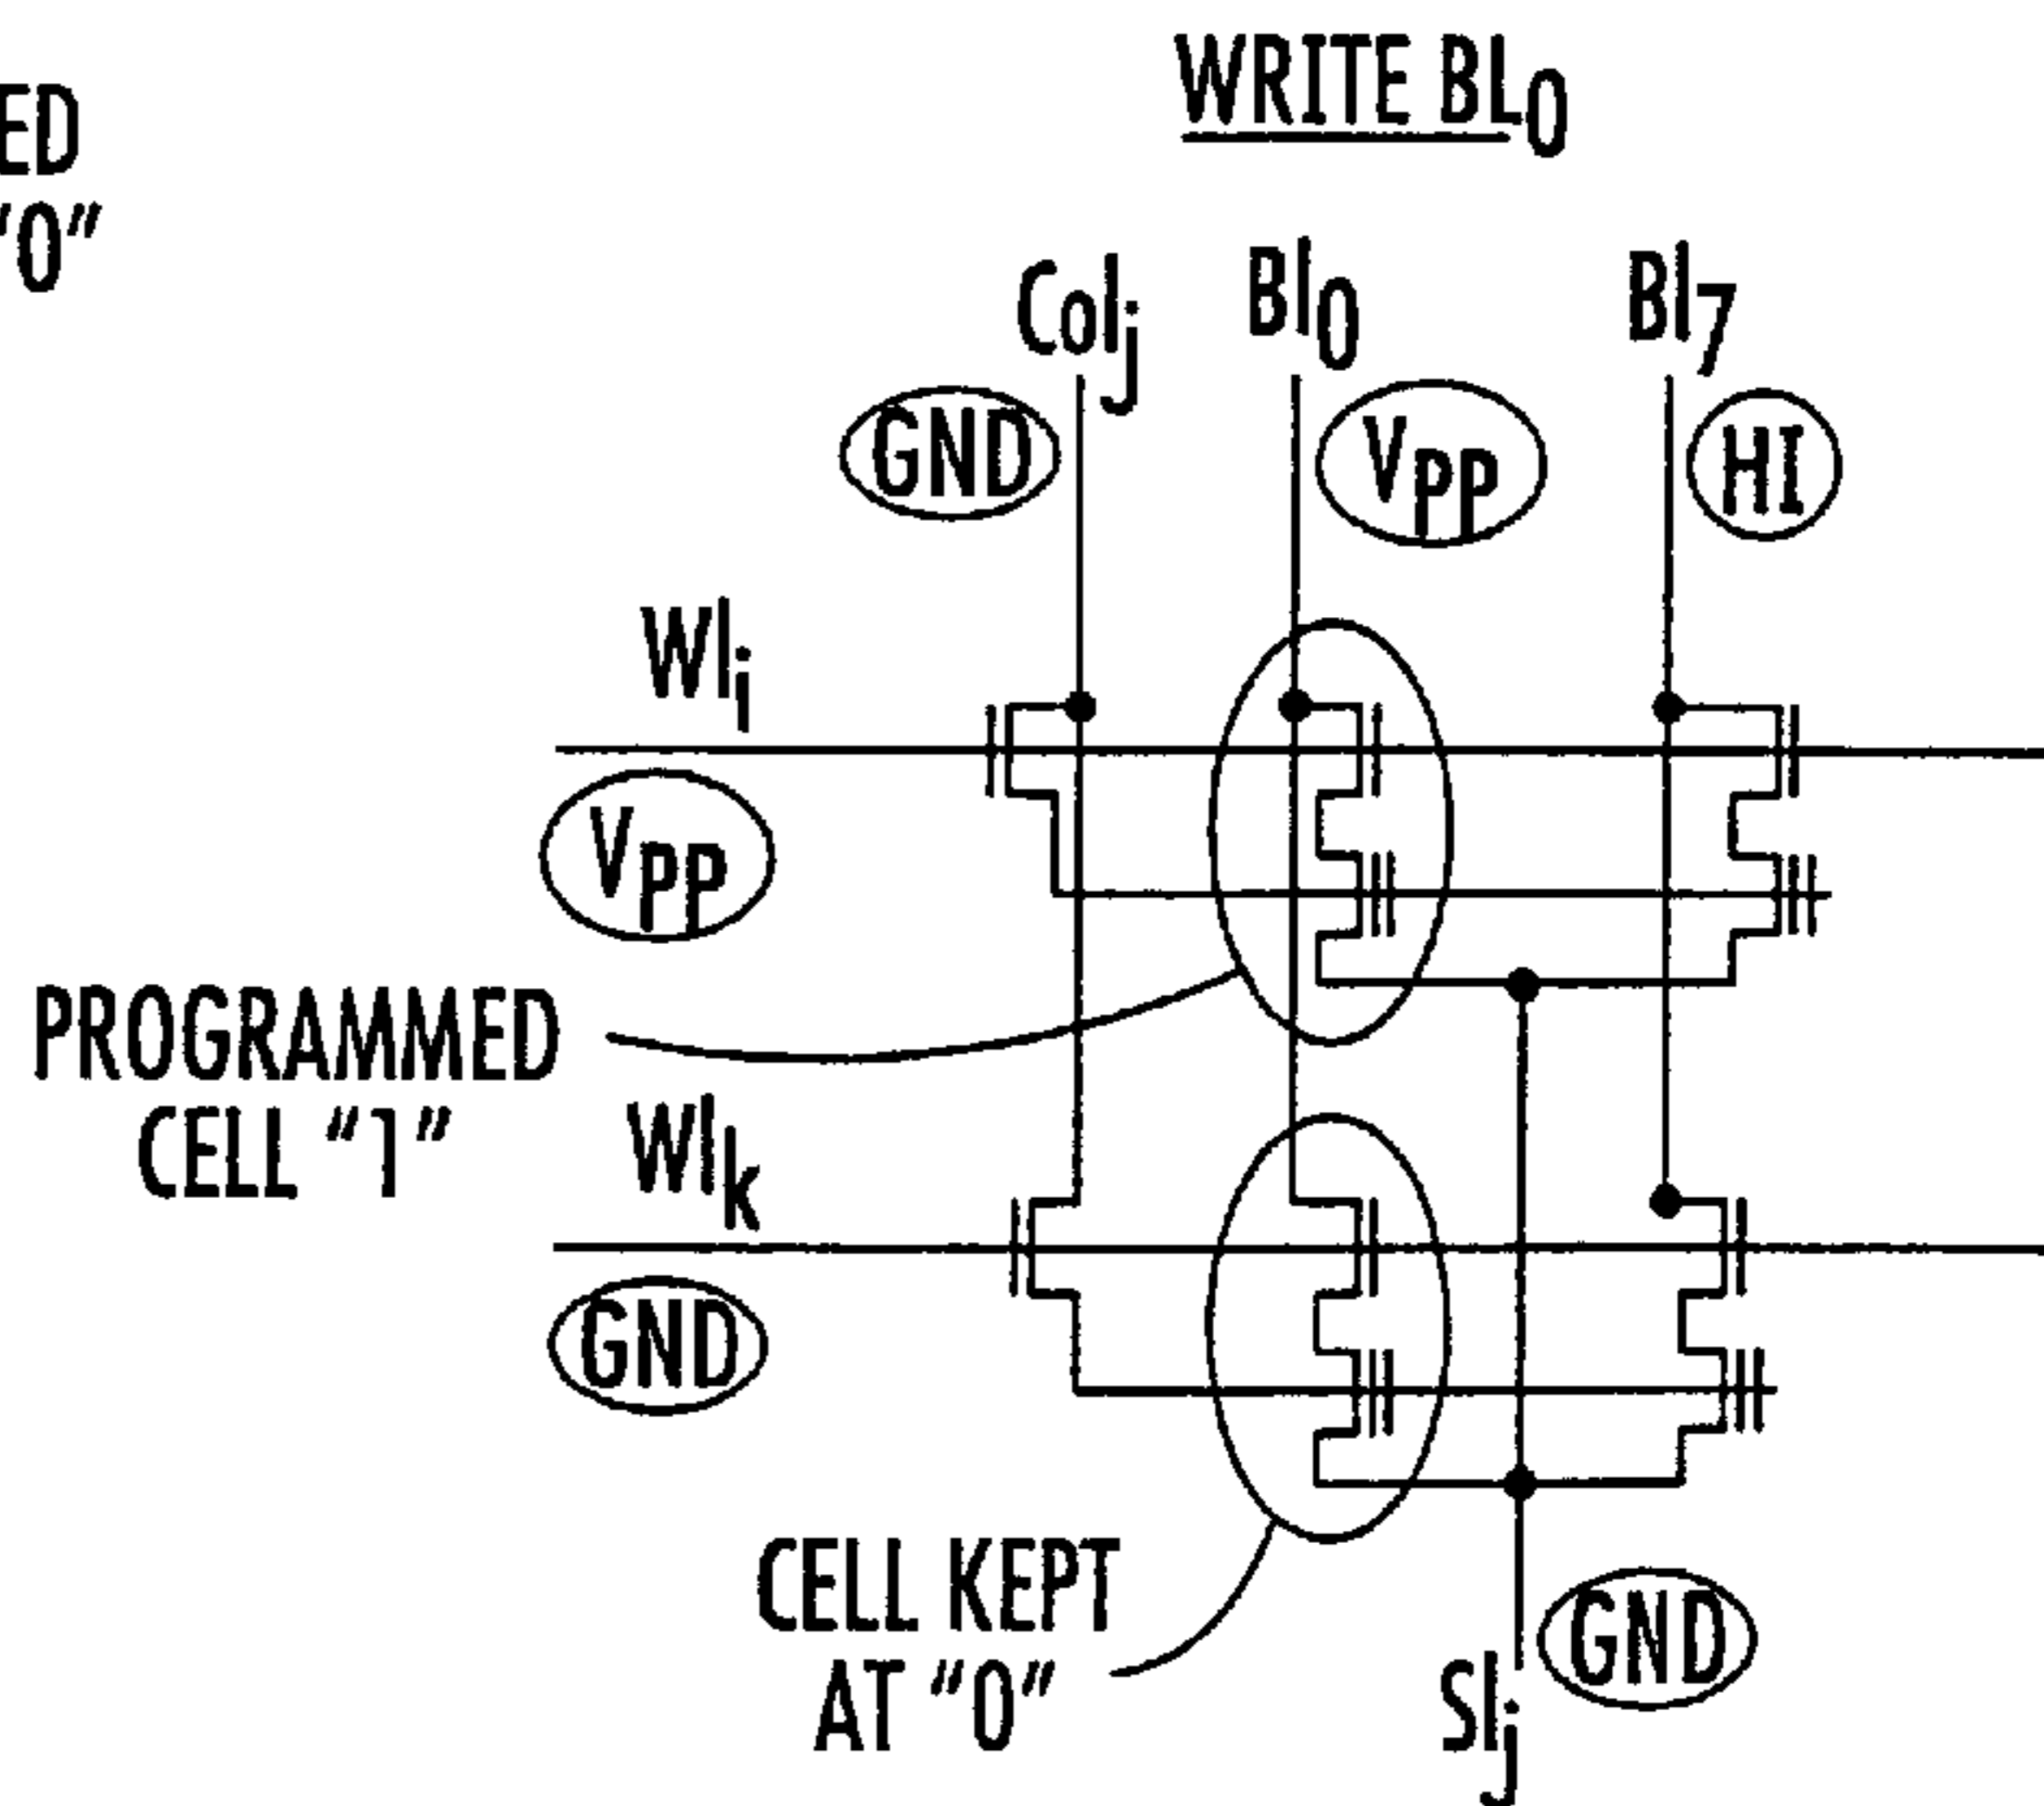 WRITE BL0
ED
"0"
Colj
Bl0
Bl7
GND
VPP
HI
Wli
VPP
PROGRAMMED
CELL "1"
Wlk
GND
CELL KEPT
AT "0"
Slj
GND